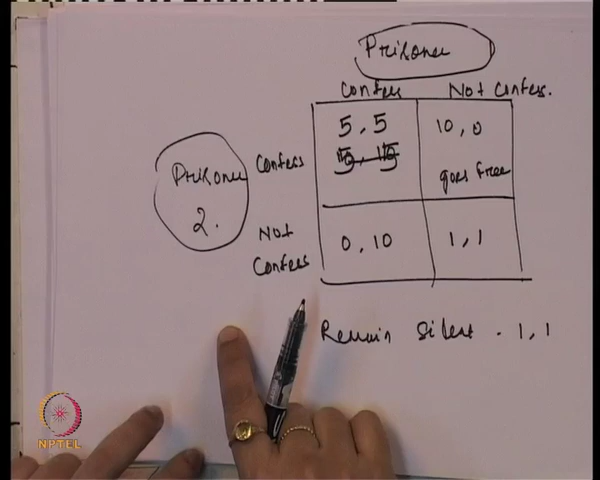 Prisoner
Confess Not Confess.
Prisoner 2.
Confess
5, 5
10, 0
goes free
Not Confess
0, 10
1, 1
Remain Silent. 1, 1
NPTEL